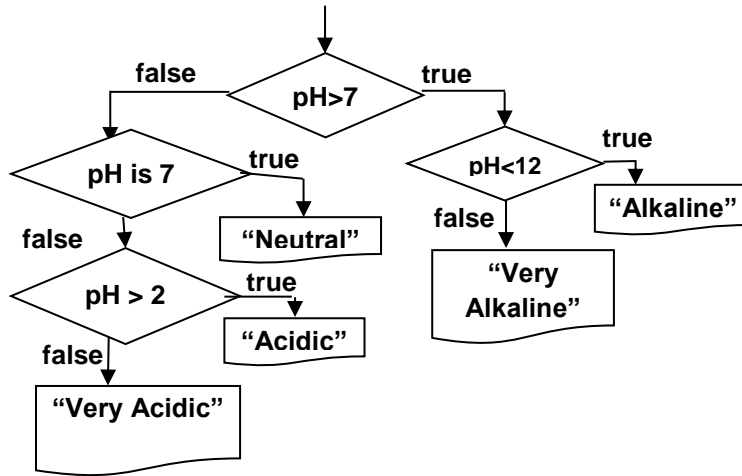 false
true
pH>7
pH is 7
true
pH<12
true
“Neutral”
“Alkaline”
false
false
pH > 2
true
“Very
Alkaline”
“Acidic”
false
“Very Acidic”